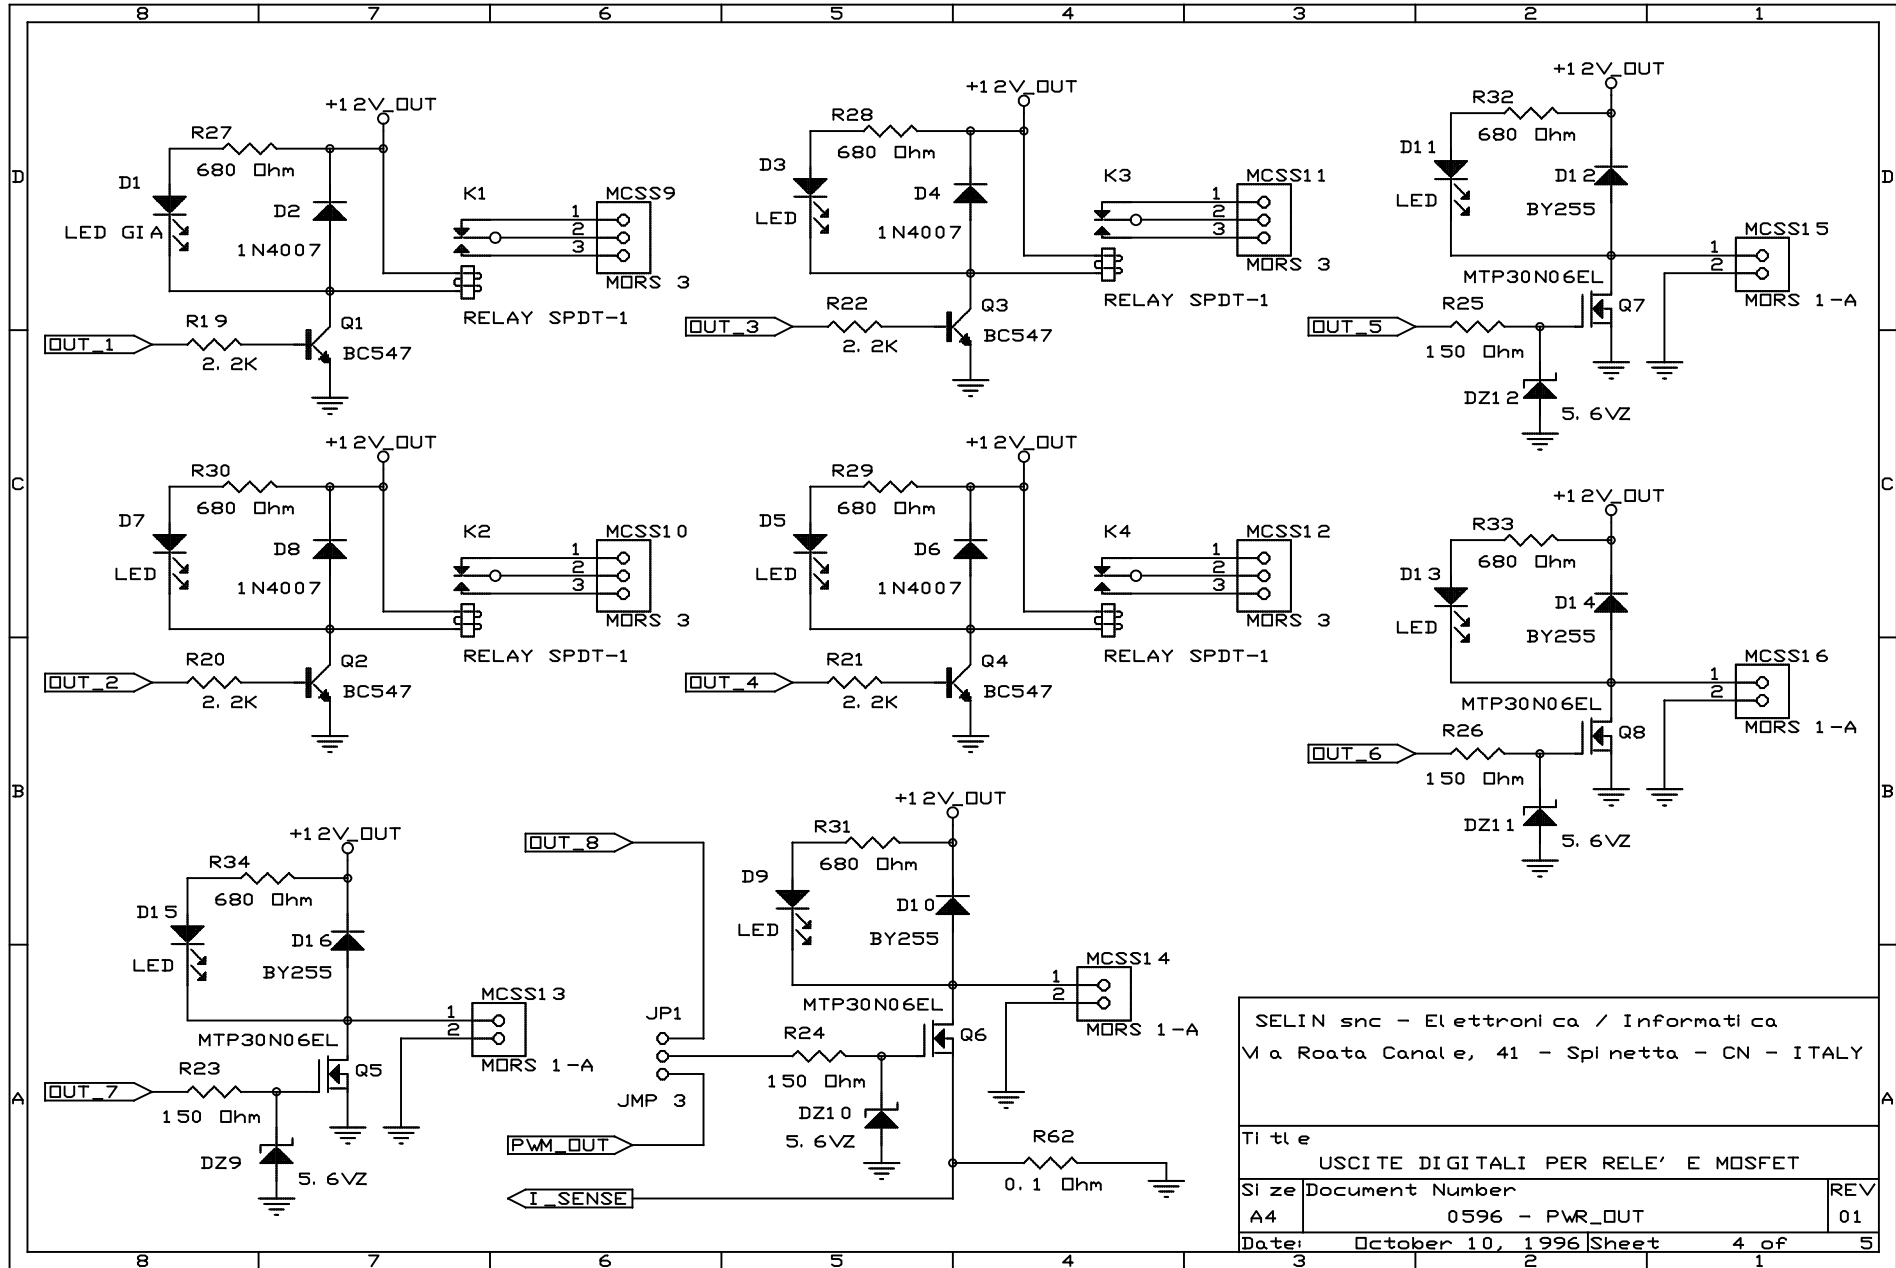 8 7 6 5 4 3 2 1
D D
C C
B B
A A
+12V_OUT
R27
680 Ohm
D1
LED GIA
D2
1N4007
K1
MCSS9
1
2
3
MORS 3
RELAY SPDT-1
OUT_1
R19
2.2K
Q1
BC547
+12V_OUT
R28
680 Ohm
D3
LED
D4
1N4007
K3
MCSS11
1
2
3
MORS 3
RELAY SPDT-1
OUT_3
R22
2.2K
Q3
BC547
+12V_OUT
R32
680 Ohm
D11
LED
D12
BY255
MCSS15
1
2
MORS 1-A
MTP30N06EL
Q7
OUT_5
R25
150 Ohm
DZ12
5.6VZ
+12V_OUT
R30
680 Ohm
D7
LED
D8
1N4007
K2
MCSS10
1
2
3
MORS 3
RELAY SPDT-1
OUT_2
R20
2.2K
Q2
BC547
+12V_OUT
R29
680 Ohm
D5
LED
D6
1N4007
K4
MCSS12
1
2
3
MORS 3
RELAY SPDT-1
OUT_4
R21
2.2K
Q4
BC547
+12V_OUT
R33
680 Ohm
D13
LED
D14
BY255
MCSS16
1
2
MORS 1-A
MTP30N06EL
Q8
OUT_6
R26
150 Ohm
DZ11
5.6VZ
+12V_OUT
R34
680 Ohm
D15
LED
D16
BY255
MCSS13
1
2
MORS 1-A
MTP30N06EL
Q5
OUT_7
R23
150 Ohm
DZ9
5.6VZ
OUT_8
JP1
JMP 3
PWM_OUT
I_SENSE
+12V_OUT
R31
680 Ohm
D9
LED
D10
BY255
MCSS14
1
2
MORS 1-A
MTP30N06EL
Q6
R24
150 Ohm
DZ10
5.6VZ
R62
0.1 Ohm
SELIN snc - Elettronica / Informatica
Via Roata Canale, 41 - Spinetta - CN - ITALY
Title
USCITE DIGITALI PER RELE' E MOSFET
Size Document Number REV
A4 0596 - PWR_OUT 01
Date: October 10, 1996 Sheet 4 of 5
8 7 6 5 4 3 2 1